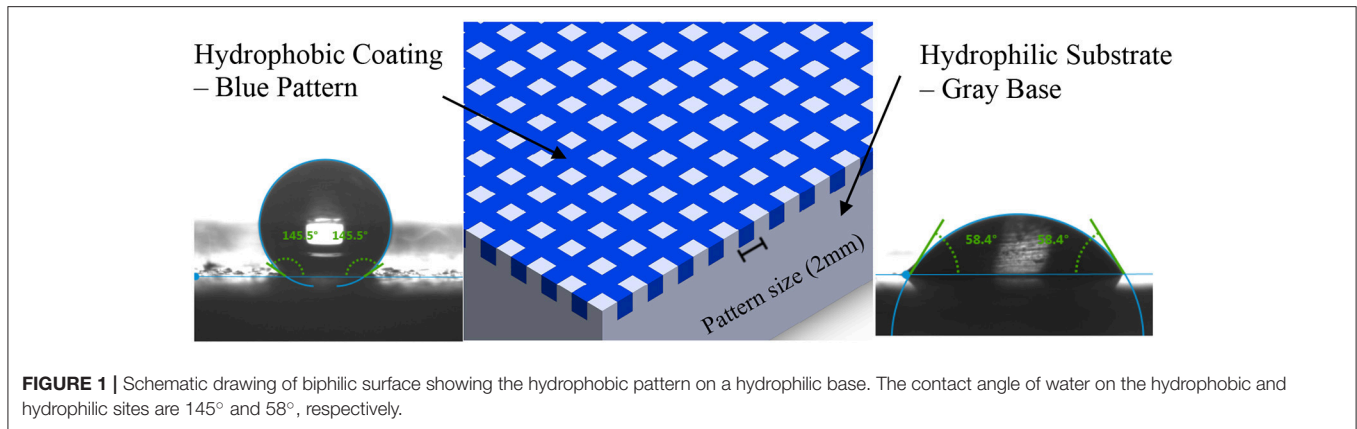 Hydrophobic Coating
– Blue Pattern
Hydrophilic Substrate
– Gray Base
145.5° 145.5°
Pattern size (2mm)
58.4° 58.4°
FIGURE 1 | Schematic drawing of biphilic surface showing the hydrophobic pattern on a hydrophilic base. The contact angle of water on the hydrophobic and
hydrophilic sites are 145° and 58°, respectively.